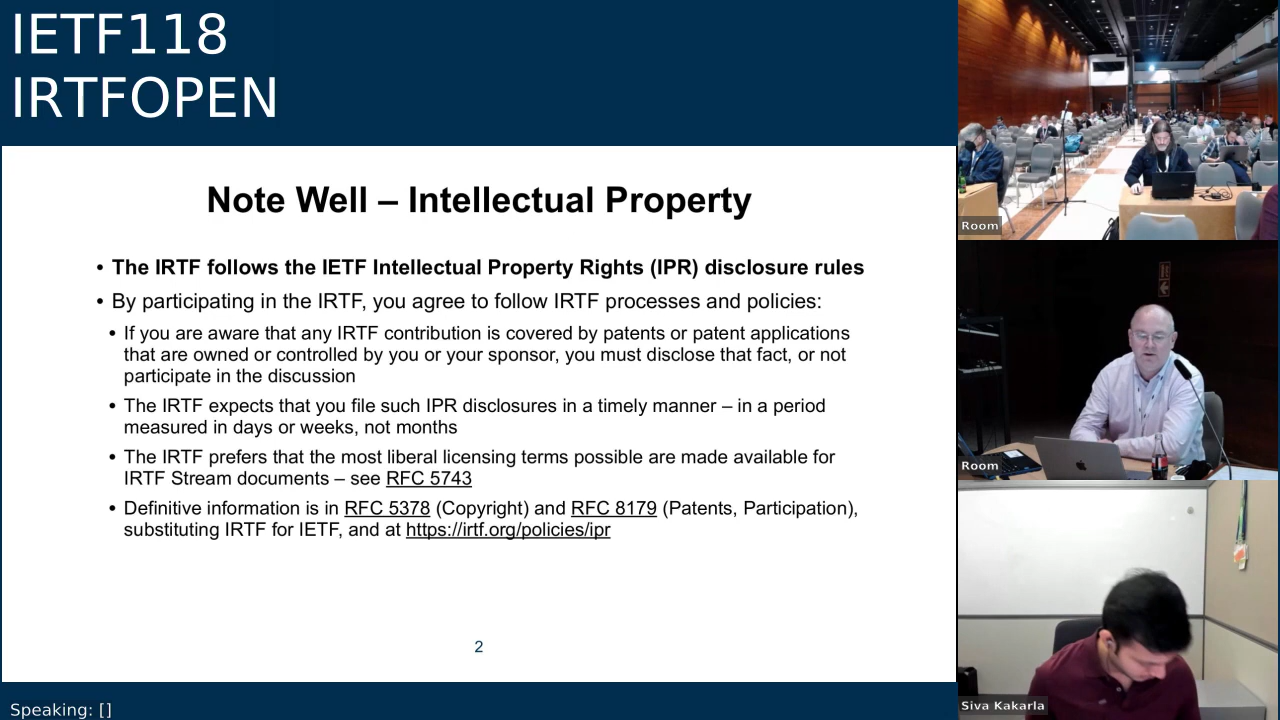 IETF118
IRTFOPEN
Note Well – Intellectual Property
• The IRTF follows the IETF Intellectual Property Rights (IPR) disclosure rules
• By participating in the IRTF, you agree to follow IRTF processes and policies:
• If you are aware that any IRTF contribution is covered by patents or patent applications
that are owned or controlled by you or your sponsor, you must disclose that fact, or not
participate in the discussion
• The IRTF expects that you file such IPR disclosures in a timely manner – in a period
measured in days or weeks, not months
• The IRTF prefers that the most liberal licensing terms possible are made available for
IRTF Stream documents – see RFC 5743
• Definitive information is in RFC 5378 (Copyright) and RFC 8179 (Patents, Participation),
substituting IRTF for IETF, and at https://irtf.org/policies/ipr
2
Speaking: []
Room
Room
Siva Kakarla